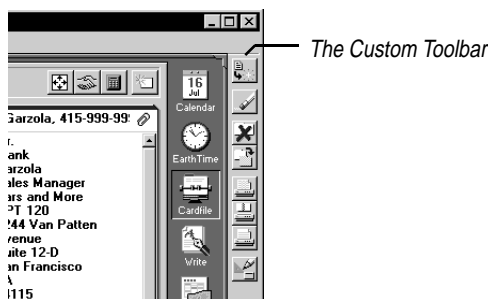 The Custom Toolbar
16
Jul
Calendar
Garzola, 415-999-99
r.
ank
arzola
ales Manager
ars and More
PT 120
244 Van Patten
venue
uite 12-D
an Francisco
A
4115
EarthTime
Cardfile
Write